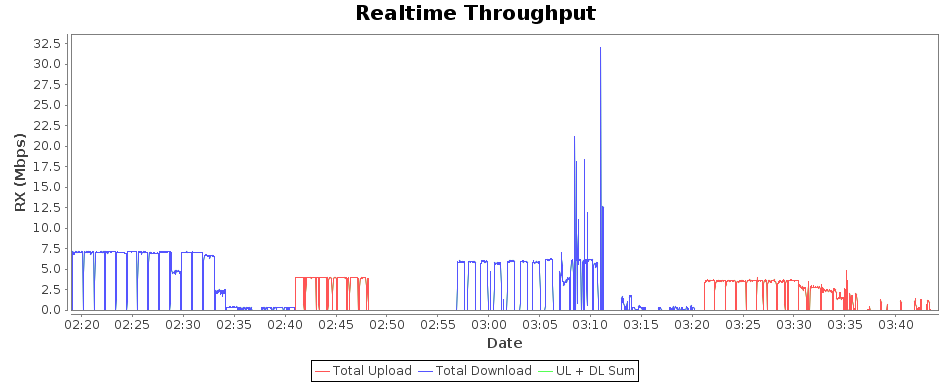 Realtime Throughput
RX (Mbps)
32.5
30.0
27.5
25.0
22.5
20.0
17.5
15.0
12.5
10.0
7.5
5.0
2.5
0.0
02:20 02:25 02:30 02:35 02:40 02:45 02:50 02:55 03:00 03:05 03:10 03:15 03:20 03:25 03:30 03:35 03:40
Date
Total Upload Total Download UL + DL Sum